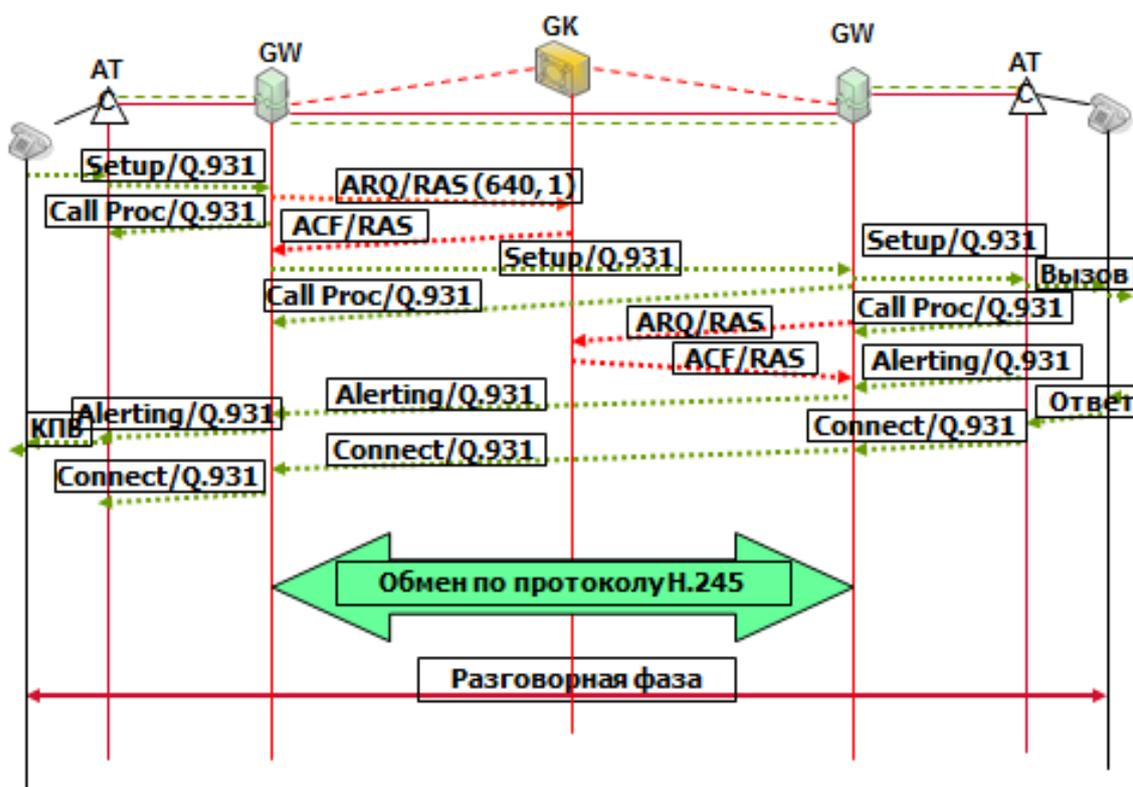 GK
GW
GW
AT
AT
C
C
Setup/Q.931
ARQ/RAS (640, 1)
Call Proc/Q.931
ACF/RAS
Setup/Q.931
Setup/Q.931
Вызов
Call Proc/Q.931
Call Proc/Q.931
ARQ/RAS
ACF/RAS
Alerting/Q.931
Alerting/Q.931
Ответ
Alerting/Q.931
КПВ
Connect/Q.931
Connect/Q.931
Connect/Q.931
Обмен по протоколу H.245
Разговорная фаза